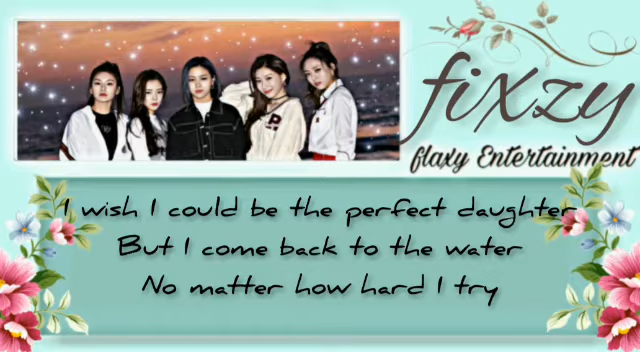 fixzy
flaxy Entertainment
I wish I could be the perfect daughter
But I come back to the water
No matter how hard I try